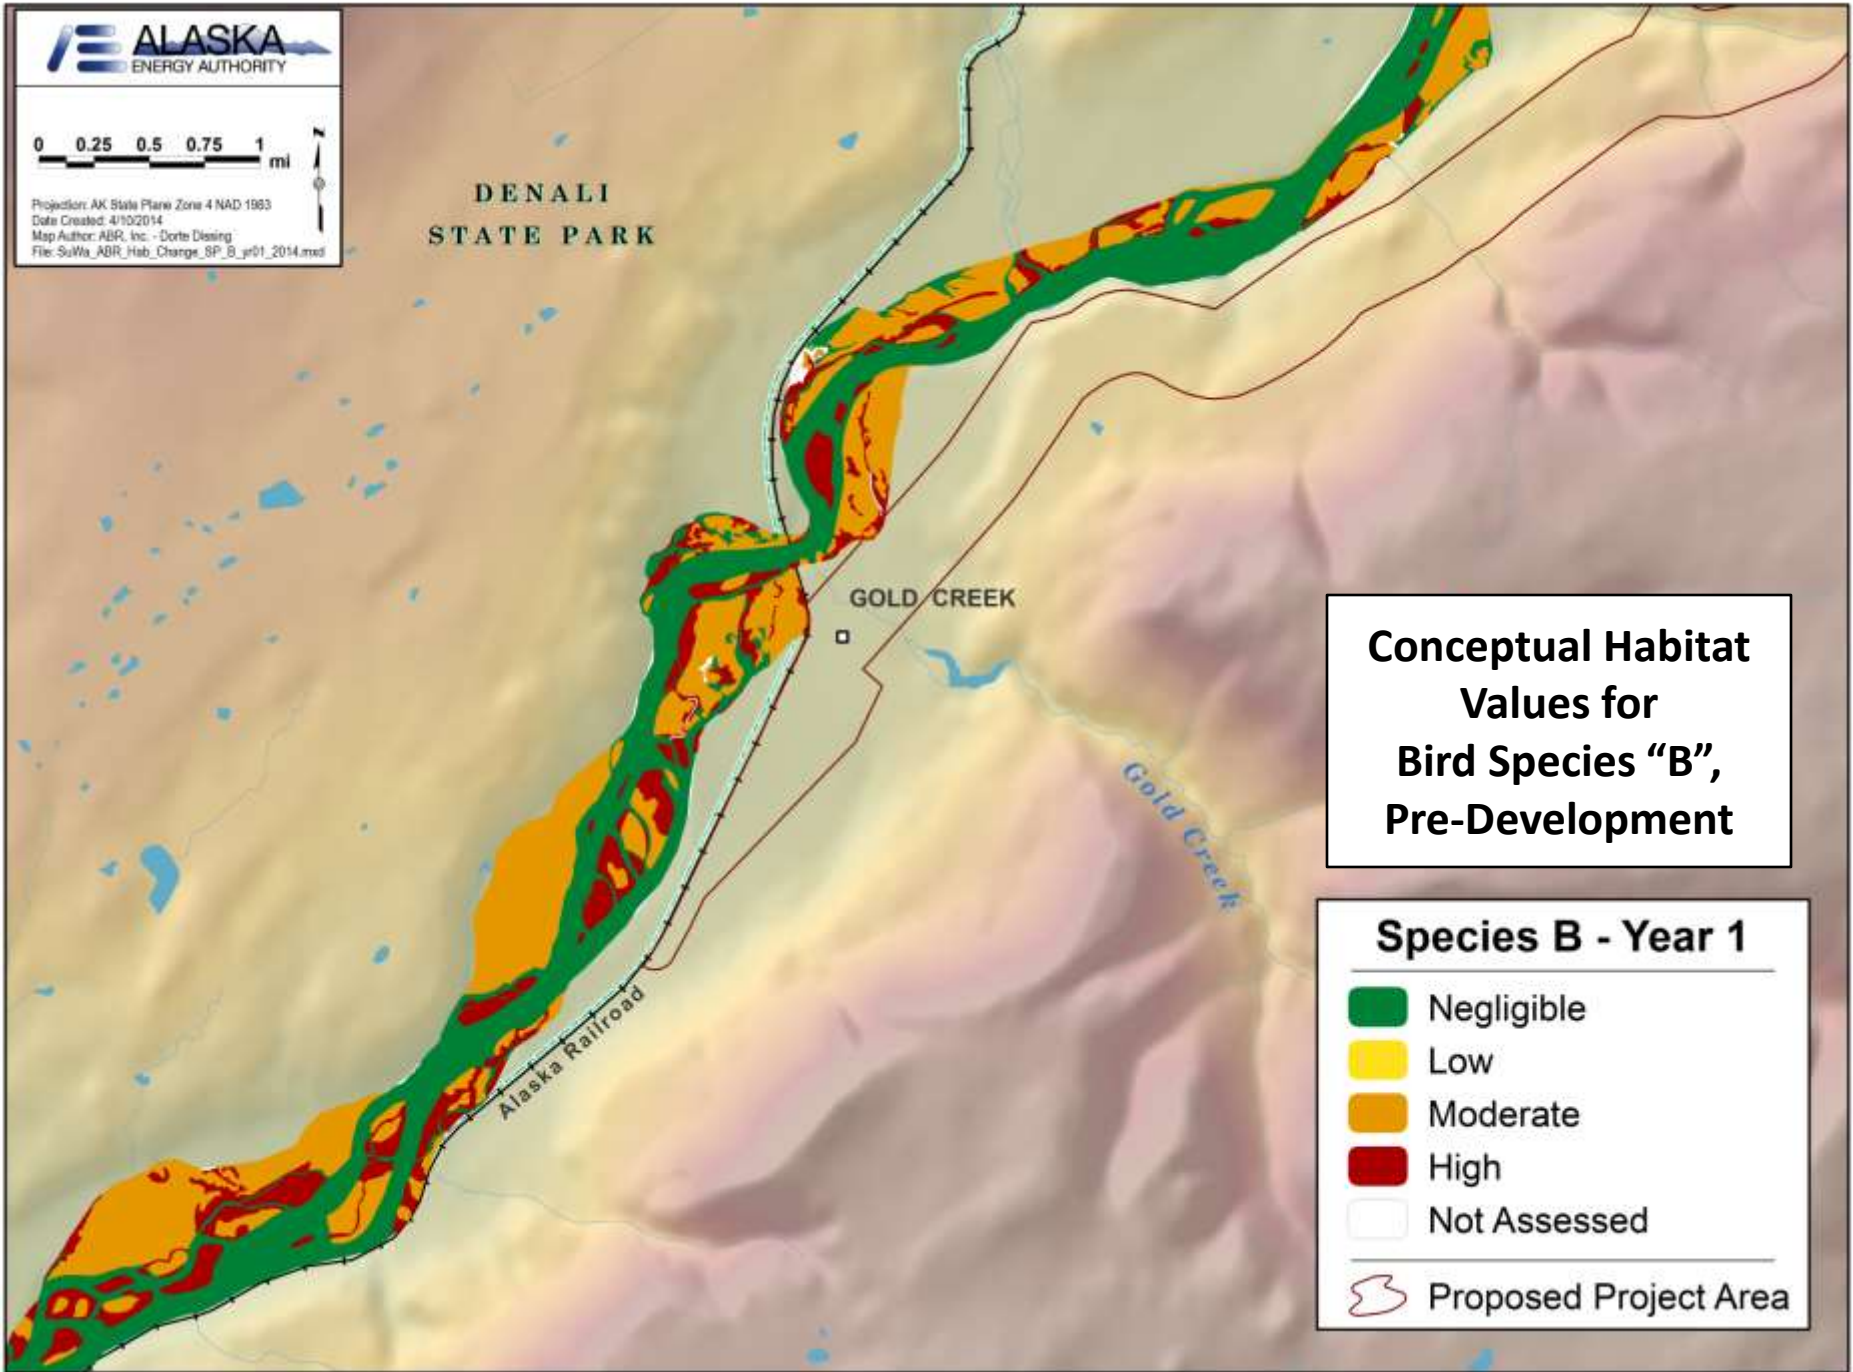 ALASKA
ENERGY AUTHORITY
0 0.25 0.5 0.75 1
mi
N
Projection: AK State Plane Zone 4 NAD 1983
Date Created: 4/10/2014
Map Author: ABR, Inc. - Dorte Dissing
File: SuWa_ABR_Hab_Change_SP_B_yr01_2014.mxd
DENALI
STATE PARK
GOLD CREEK
Gold Creek
Alaska Railroad
Conceptual Habitat
Values for
Bird Species “B”,
Pre-Development
Species B - Year 1
Negligible
Low
Moderate
High
Not Assessed
Proposed Project Area